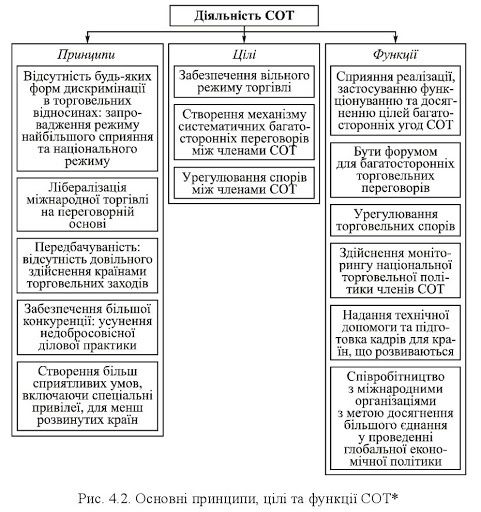 Діяльність СОТ
Принципи
Відсутність будь-яких
форм дискримінації
в торговельних
відносинах: запро-
вадження режиму
найбільшого сприяння
та національного
режиму
Лібералізація
міжнародної торгівлі
на переговорній
основі
Передбачуваність:
відсутність довільного
здійснення країнами
торговельних заходів
Забезпечення більшої
конкуренції: усунення
недобросовісної
ділової практики
Створення більш
сприятливих умов,
включаючи спеціальні
привілеї, для менш
розвинутих країн
Цілі
Забезпечення вільного
режиму торгівлі
Створення механізму
систематичних багато-
сторонніх переговорів
між членами СОТ
Урегулювання спорів
між членами СОТ
Функції
Сприяння реалізації,
застосуванню функ-
ціонуванню та досяг-
ненню цілей багато-
сторонніх угод СОТ
Бути форумом
для багатосторонніх
торговельних
переговорів
Урегулювання
торговельних спорів
Здійснення моніто-
рингу національної
торговельної полі-
тики членів СОТ
Надання технічної
допомоги та підго-
товка кадрів для кра-
їн, що розвиваються
Співробітництво
з міжнародними
організаціями
з метою досягнення
більшого єднання
у проведенні
глобальної еконо-
мічної політики
Рис. 4.2. Основні принципи, цілі та функції СОТ*